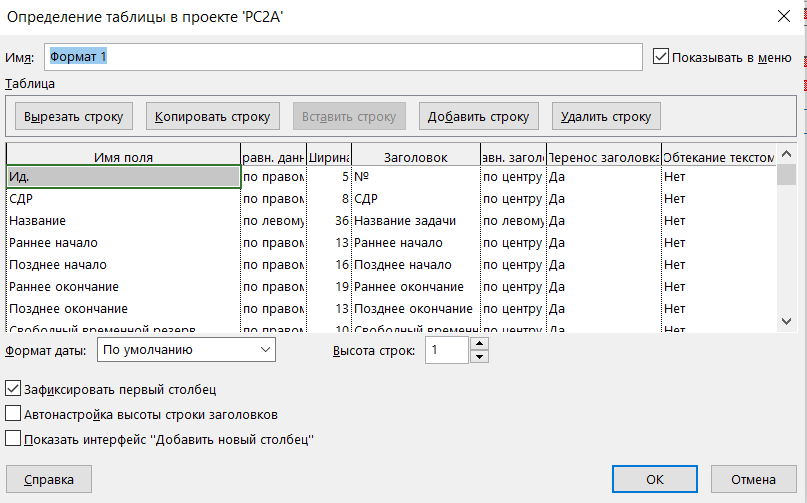 Определение таблицы в проекте 'PC2A'
Имя: Формат 1 Показывать в меню
Таблица
Вырезать строку Копировать строку Вставить строку Добавить строку Удалить строку
Имя поля равн. данн Ширина Заголовок авн. заголо Перенос заголовка Обтекание текстом
Ид. по правом 5 № по центру Да Нет
СДР по правом 8 СДР по центру Да Нет
Название по левому 36 Название задачи по левому Да Нет
Раннее начало по правом 13 Раннее начало по центру Да Нет
Позднее начало по правом 16 Позднее начало по центру Да Нет
Раннее окончание по правом 19 Раннее окончание по центру Да Нет
Позднее окончание по правом 13 Позднее окончание по центру Да Нет
Свободный временной резерв по правом 10 Свободный временн по центру Да Нет
Формат даты: По умолчанию Высота строк: 1
Зафиксировать первый столбец
Автонастройка высоты строки заголовков
Показать интерфейс "Добавить новый столбец"
Справка ОК Отмена